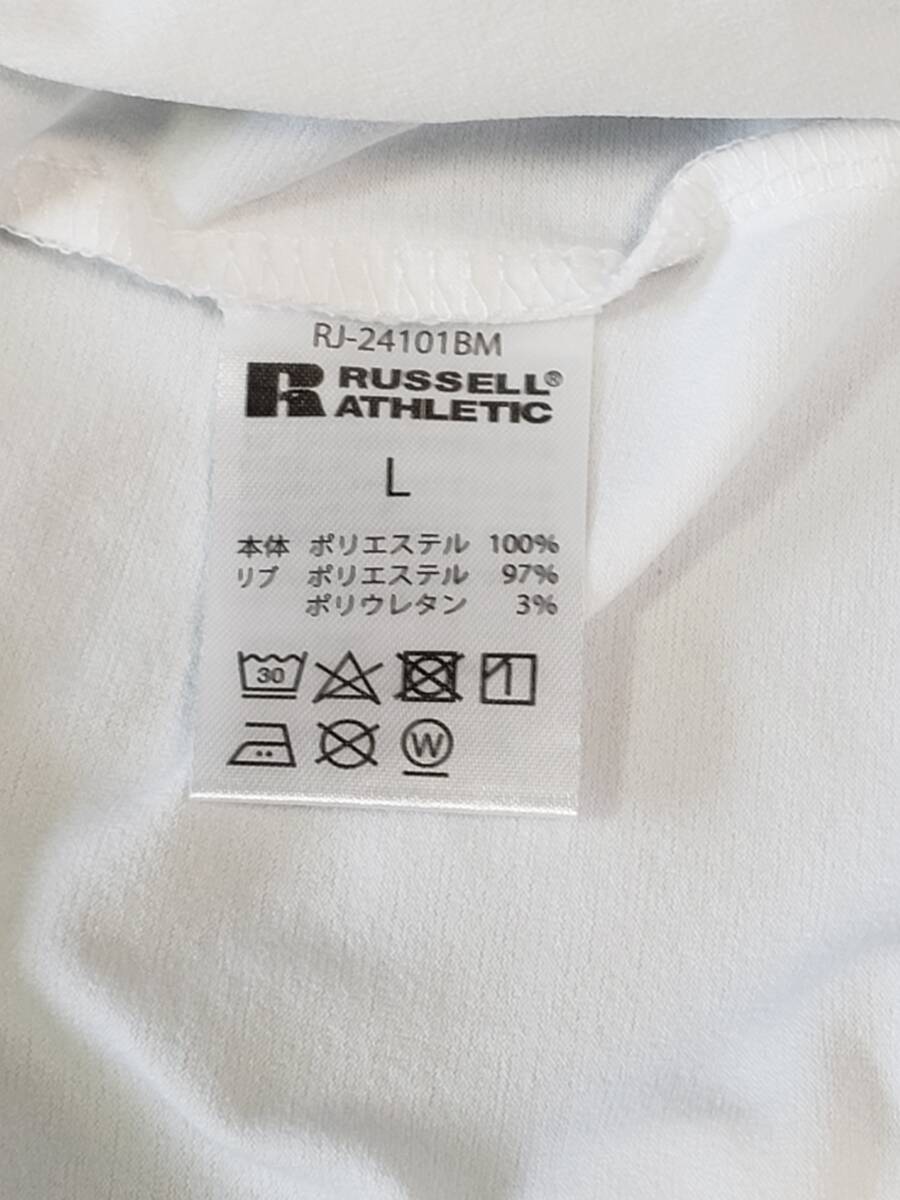 RJ-24101BM
RUSSELL®
ATHLETIC
L
本体 ポリエステル 100%
リブ ポリエステル 97%
ポリウレタン 3%
30
W